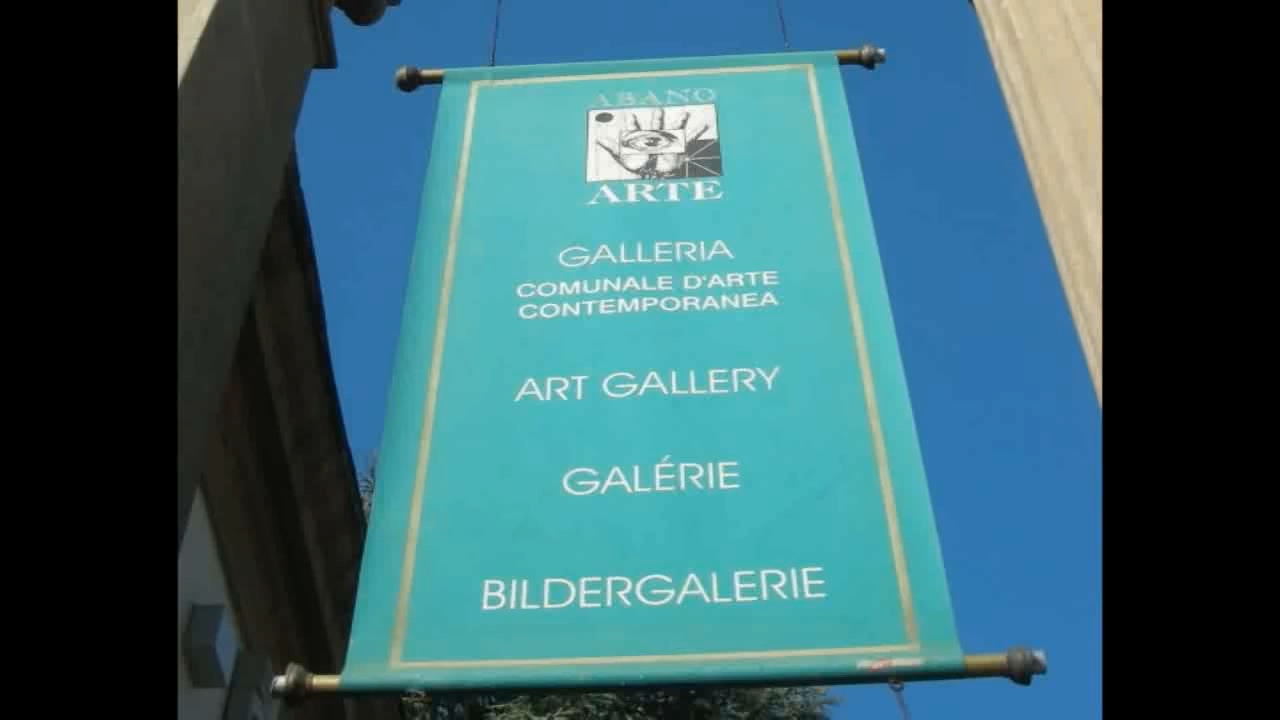 ABANO
ARTE
GALLERIA
COMUNALE D'ARTE
CONTEMPORANEA
ART GALLERY
GALÉRIE
BILDERGALERIE